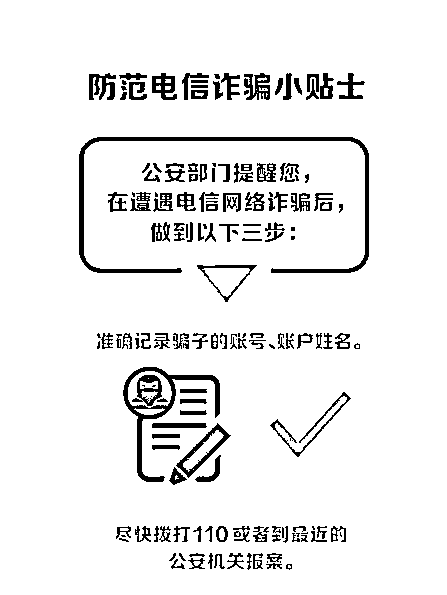 防范电信诈骗小贴士
公安部门提醒您，
在遭遇电信网络诈骗后，
做到以下三步：
准确记录骗子的账号、账户姓名。
尽快拨打110或者到最近的
公安机关报案。